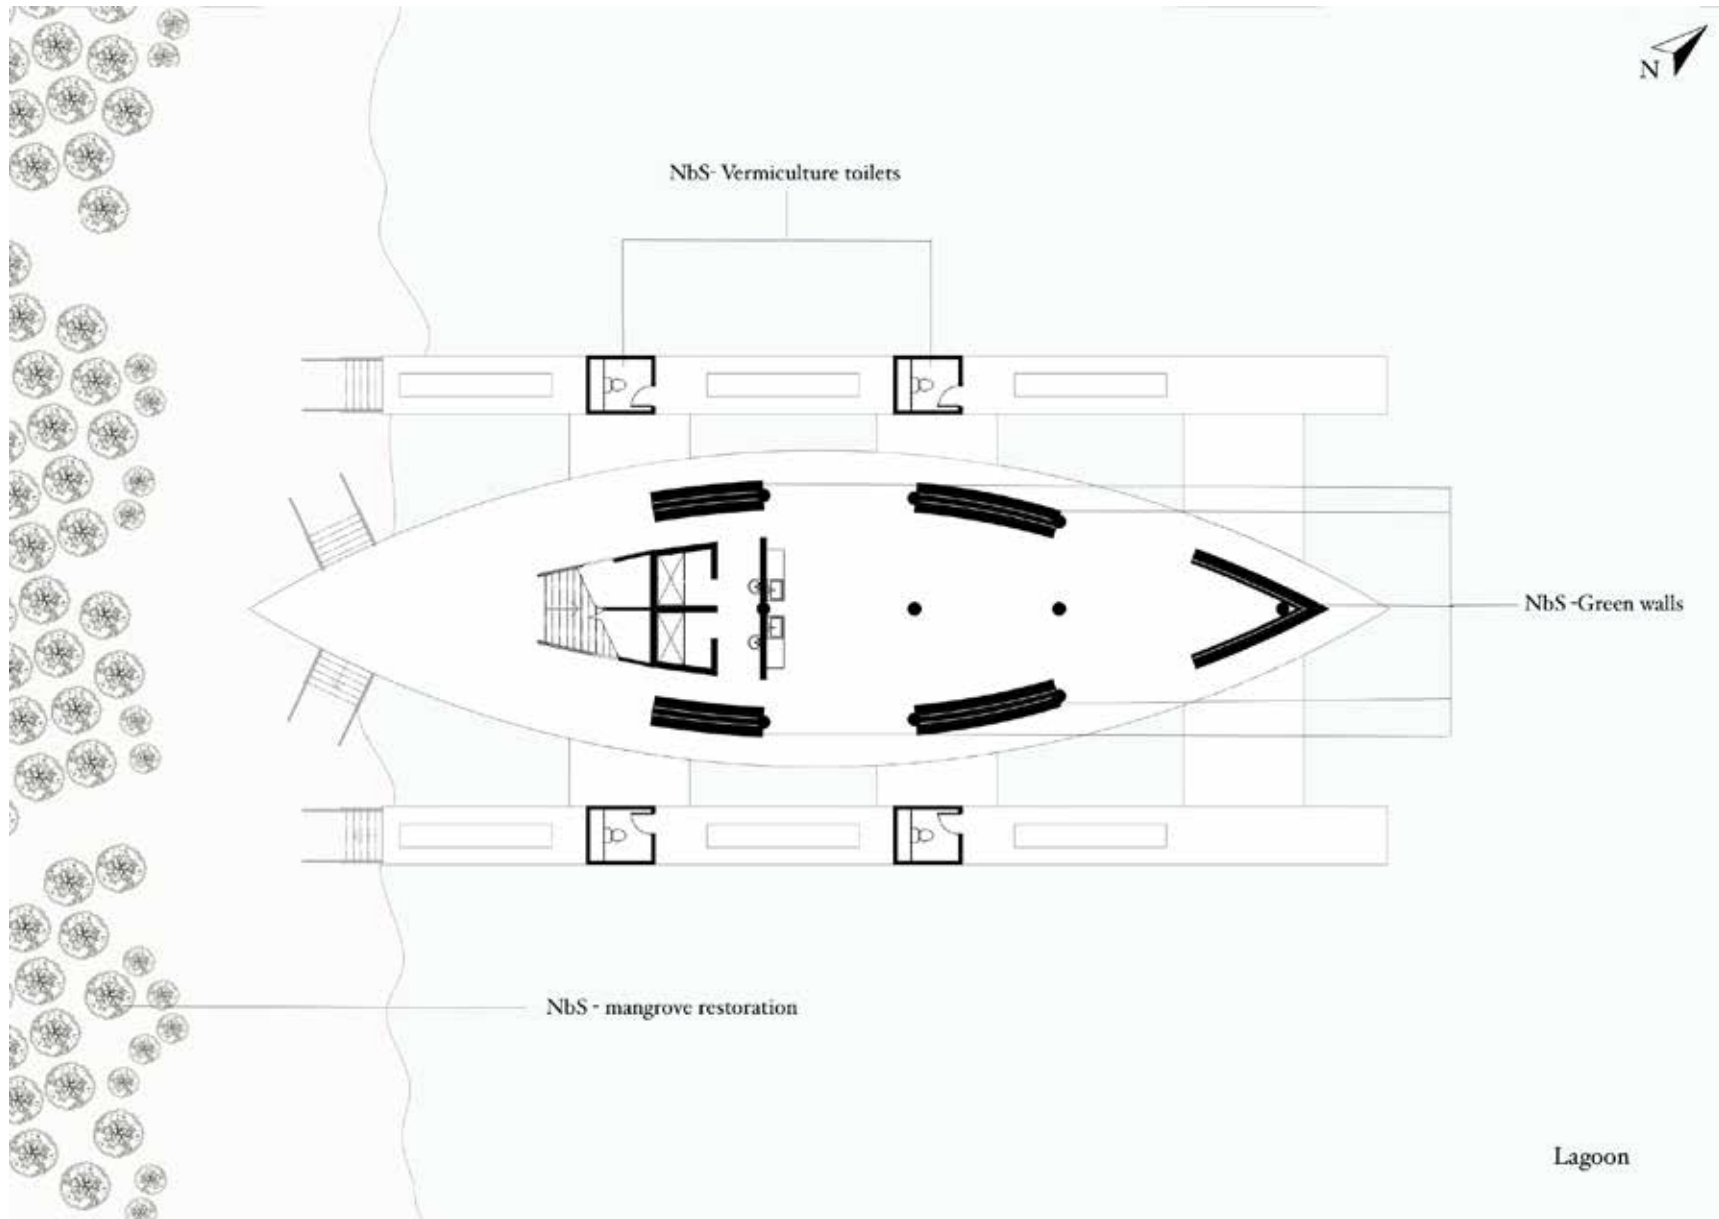 N
NbS- Vermiculture toilets
NbS -Green walls
NbS - mangrove restoration
Lagoon